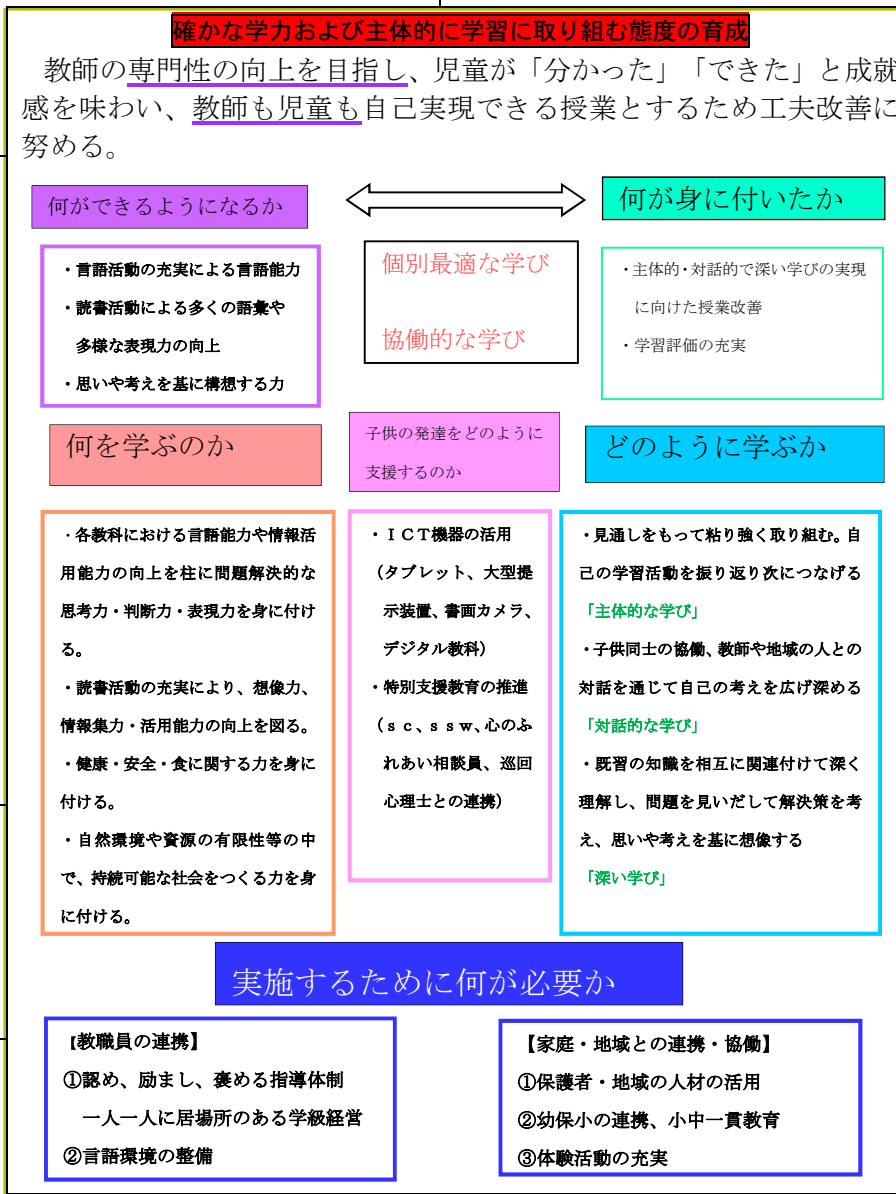 確かな学力および主体的に学習に取り組む態度の育成
教師の専門性の向上を目指し、児童が「分かった」「できた」と成就
感を味わい、教師も児童も自己実現できる授業とするため工夫改善に
努める。
何ができるようになるか
何が身に付いたか
・言語活動の充実による言語能力
・読書活動による多くの語彙や
多様な表現力の向上
・思いや考えを基に構想する力
個別最適な学び
協働的な学び
・主体的・対話的で深い学びの実現
に向けた授業改善
・学習評価の充実
何を学ぶのか
子供の発達をどのように
支援するのか
どのように学ぶか
・各教科における言語能力や情報活
用能力の向上を柱に問題解決的な
思考力・判断力・表現力を身に付け
る。
・読書活動の充実により、想像力、
情報集力・活用能力の向上を図る。
・健康・安全・食に関する力を身に
付ける。
・自然環境や資源の有限性等の中
で、持続可能な社会をつくる力を身
に付ける。
・ＩＣＴ機器の活用
（タブレット、大型提
示装置、書画カメラ、
デジタル教科）
・特別支援教育の推進
（ｓｃ、ｓｓｗ、心のふ
れあい相談員、巡回
心理士との連携）
・見通しをもって粘り強く取り組む。自
己の学習活動を振り返り次につなげる
「主体的な学び」
・子供同士の協働、教師や地域の人との
対話を通じて自己の考えを広げ深める
「対話的な学び」
・既習の知識を相互に関連付けて深く
理解し、問題を見いだして解決策を考
え、思いや考えを基に想像する
「深い学び」
実施するために何が必要か
［教職員の連携】
①認め、励まし、褒める指導体制
一人一人に居場所のある学級経営
②言語環境の整備
【家庭・地域との連携・協働】
①保護者・地域の人材の活用
②幼保小の連携、小中一貫教育
③体験活動の充実